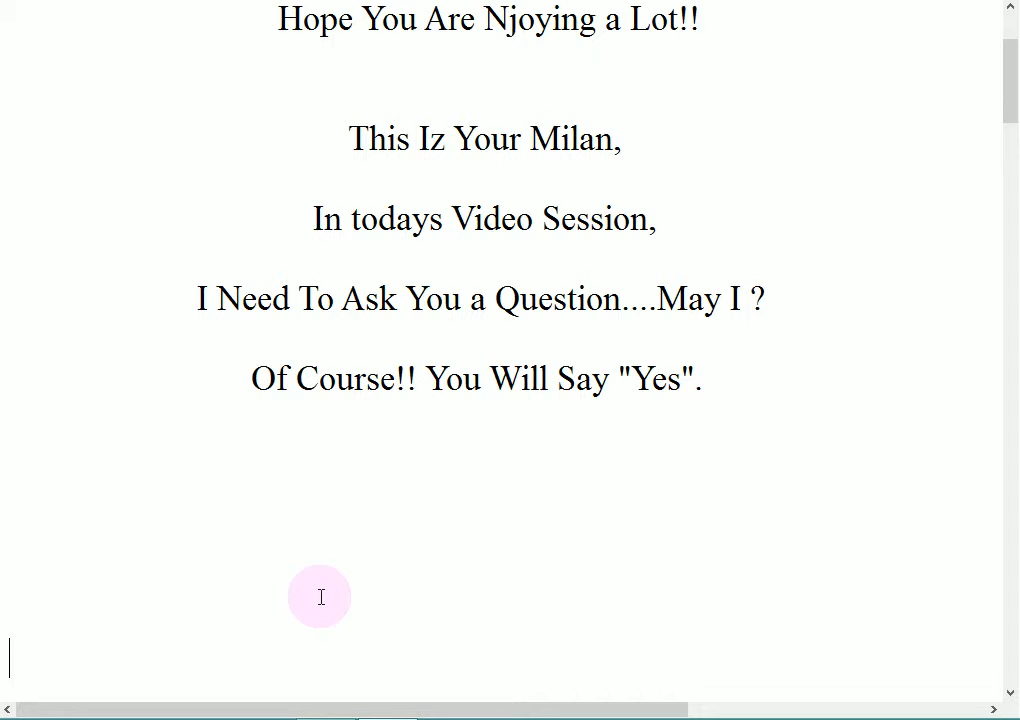 Hope You Are Njoying a Lot!!
This Iz Your Milan,
In todays Video Session,
I Need To Ask You a Question....May I ?
Of Course!! You Will Say "Yes".